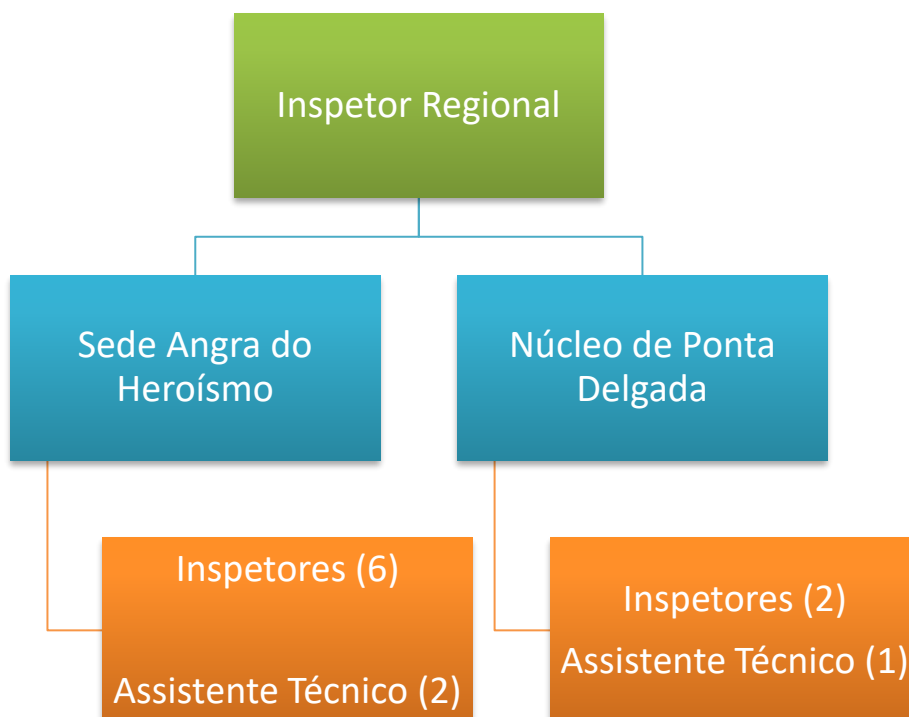 Inspetor Regional
Sede Angra do
Heroísmo
Núcleo de Ponta
Delgada
Inspetores (6)
Assistente Técnico (2)
Inspetores (2)
Assistente Técnico (1)